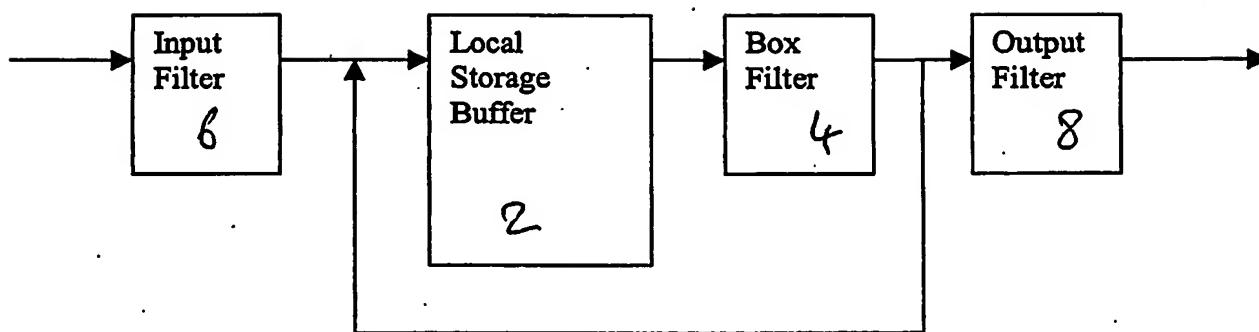 Input
Filter
6
Local
Storage
Buffer
2
Box
Filter
4
Output
Filter
8